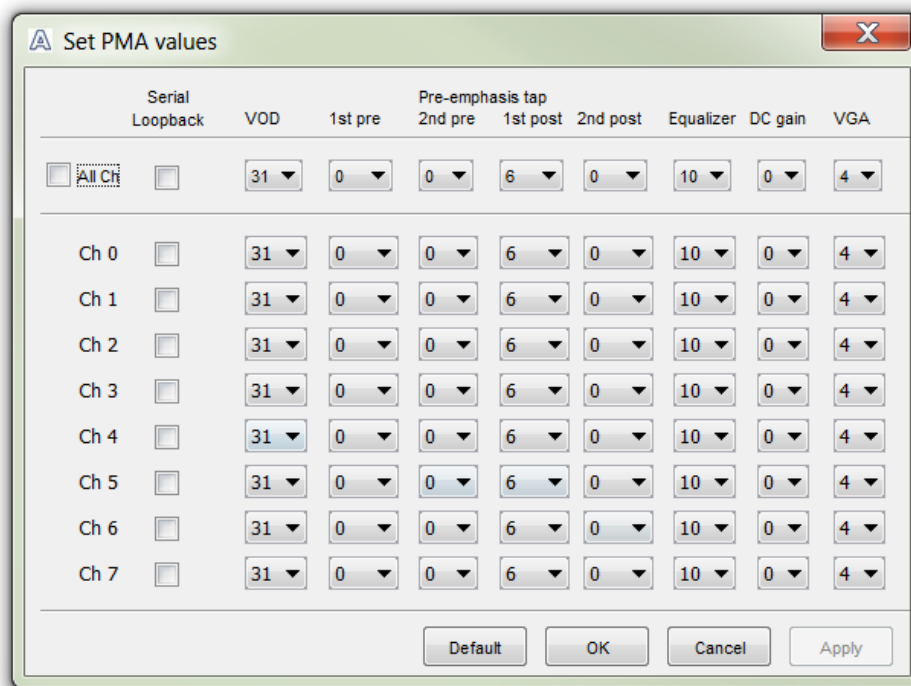 Set PMA values
Serial Loopback VOD 1st pre Pre-emphasis tap 2nd pre 1st post 2nd post Equalizer DC gain VGA
All Ch 31 0 0 6 0 10 0 4
Ch 0 31 0 0 6 0 10 0 4
Ch 1 31 0 0 6 0 10 0 4
Ch 2 31 0 0 6 0 10 0 4
Ch 3 31 0 0 6 0 10 0 4
Ch 4 31 0 0 6 0 10 0 4
Ch 5 31 0 0 6 0 10 0 4
Ch 6 31 0 0 6 0 10 0 4
Ch 7 31 0 0 6 0 10 0 4
Default OK Cancel Apply